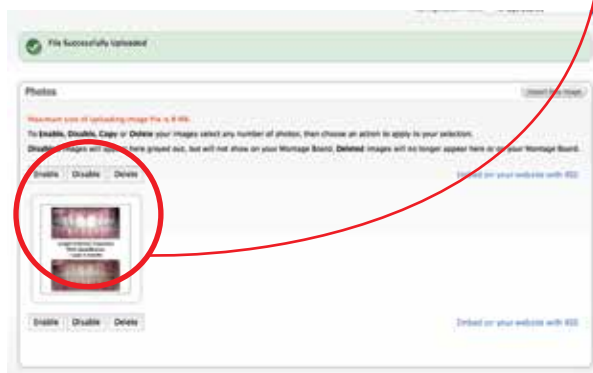 File Successfully Uploaded
Photos
Maximum size of uploading image file is 8 MB.
To Enable, Disable, Copy or Delete your images select any number of photos, then choose an action to apply to your selection.
Disabled images will appear here grayed out, but will not show on your Montage Board. Deleted images will no longer appear here or on your Montage Board.
Enable Disable Delete
Embed on your website with RSS
Enable Disable Delete
Embed on your website with RSS